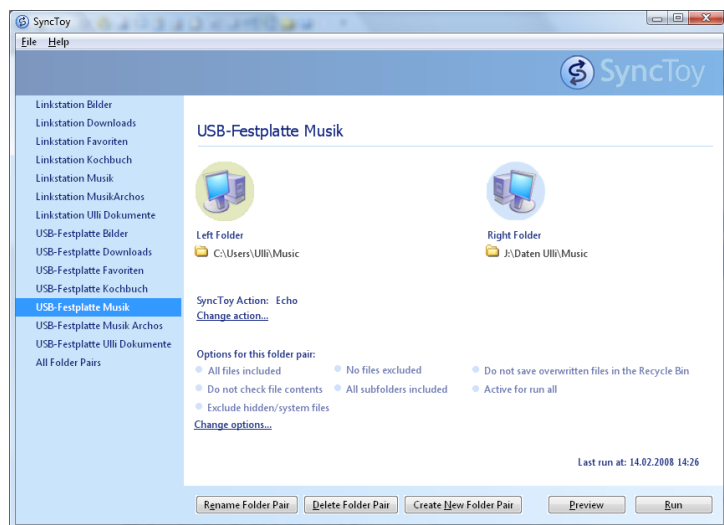 SyncToy
File Help
SyncToy
Linkstation Bilder
Linkstation Downloads
Linkstation Favoriten
Linkstation Kochbuch
Linkstation Musik
Linkstation MusikArchos
Linkstation Ulli Dokumente
USB-Festplatte Bilder
USB-Festplatte Downloads
USB-Festplatte Favoriten
USB-Festplatte Kochbuch
USB-Festplatte Musik
USB-Festplatte Musik Archos
USB-Festplatte Ulli Dokumente
All Folder Pairs
USB-Festplatte Musik
Left Folder
C:\Users\Ulli\Music
Right Folder
J:\Daten Ulli\Music
SyncToy Action: Echo
Change action...
Options for this folder pair:
All files included No files excluded Do not save overwritten files in the Recycle Bin
Do not check file contents All subfolders included Active for run all
Exclude hidden/system files
Change options...
Last run at: 14.02.2008 14:26
Rename Folder Pair Delete Folder Pair Create New Folder Pair Preview Run